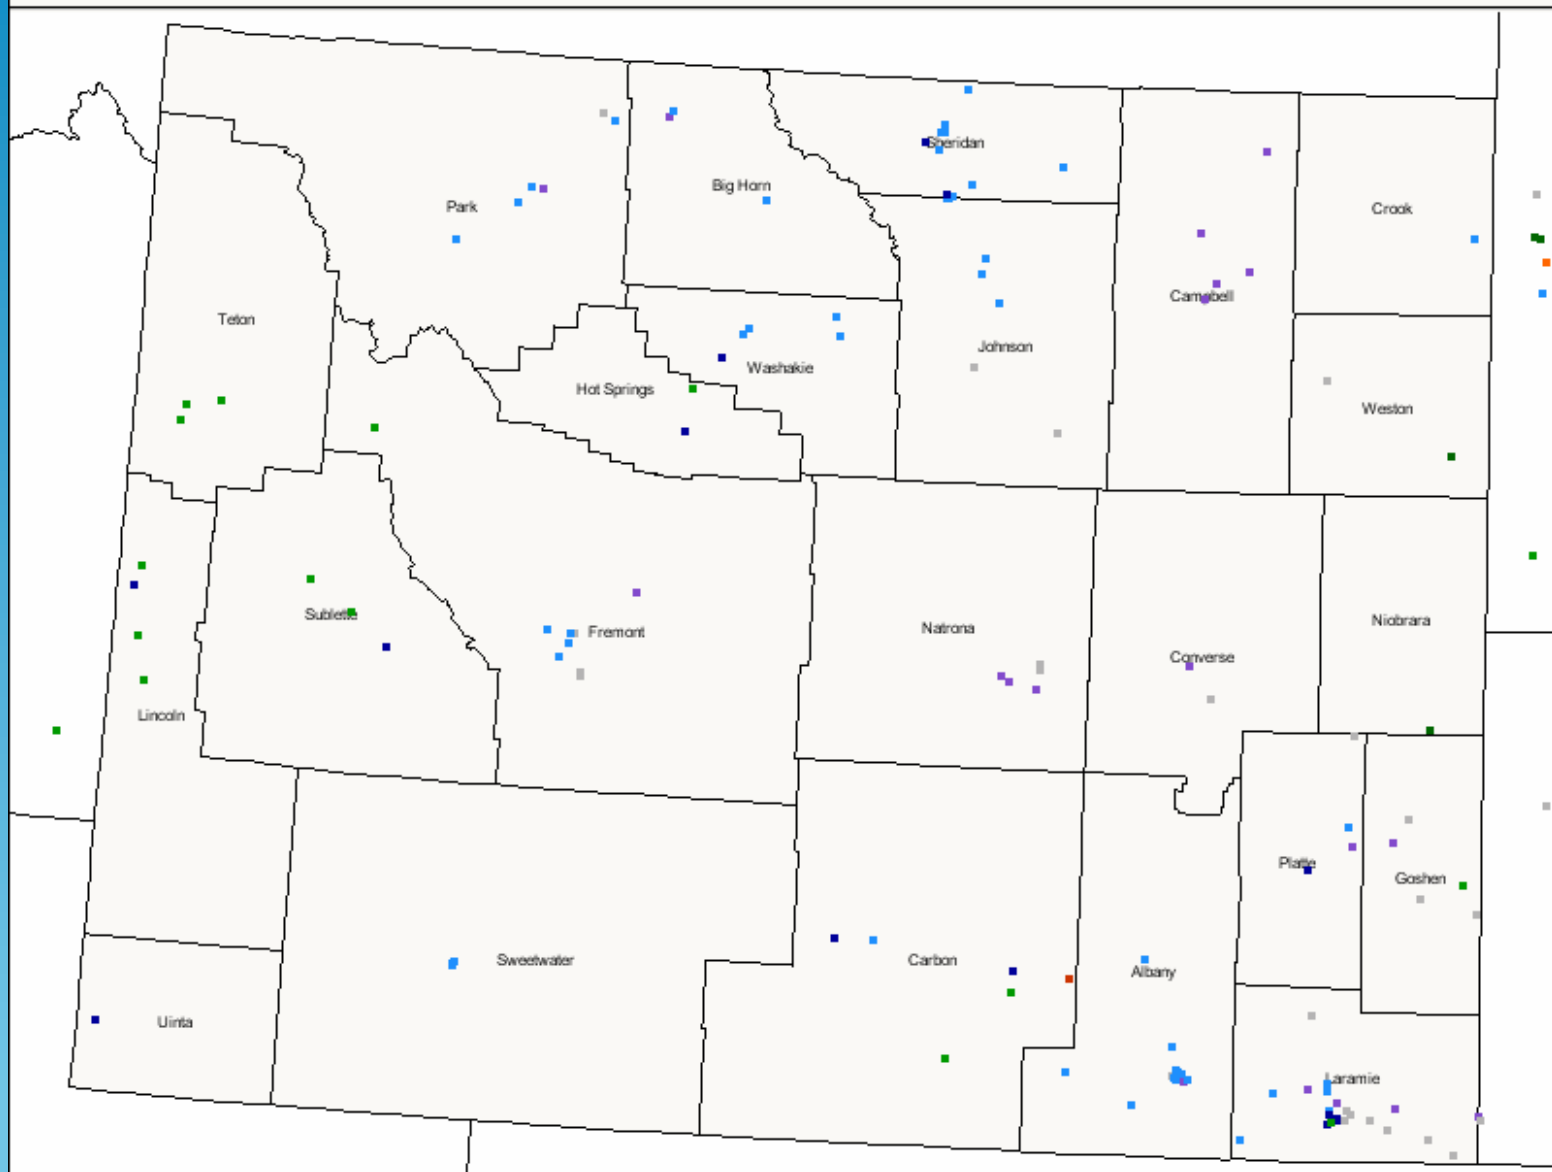 Sheridan
Big Horn
Park
Crook
Campbell
Teton
Johnson
Washakie
Hot Springs
Weston
Sublette
Fremont
Natrona
Niobrara
Converse
Lincoln
Platte
Goshen
Sweetwater
Carbon
Albany
Uinta
Laramie